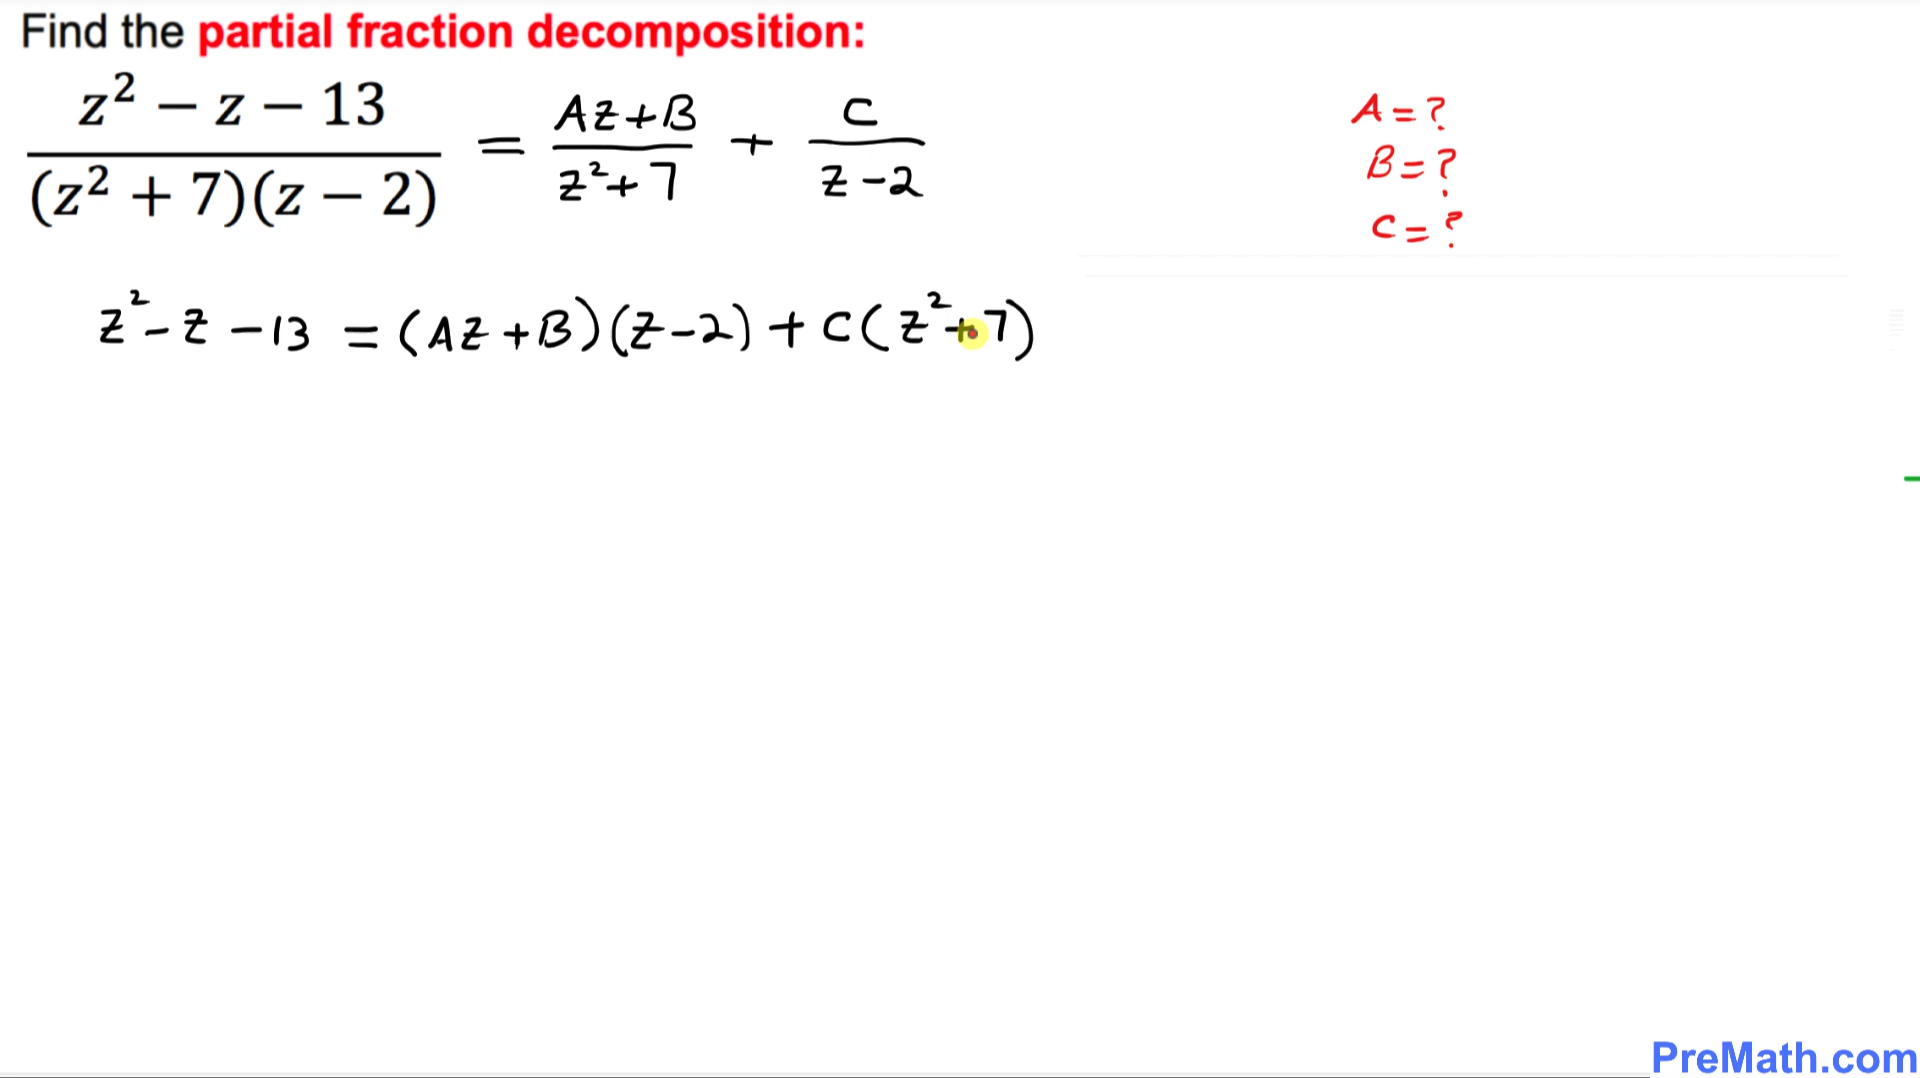 Find the partial fraction decomposition:
z² − z − 13 / (z² + 7)(z − 2) = Az+B / z²+7 + C / z−2
A = ?
B = ?
C = ?
z² − z − 13 = (Az + B)(z − 2) + C(z² + 7)
PreMath.com